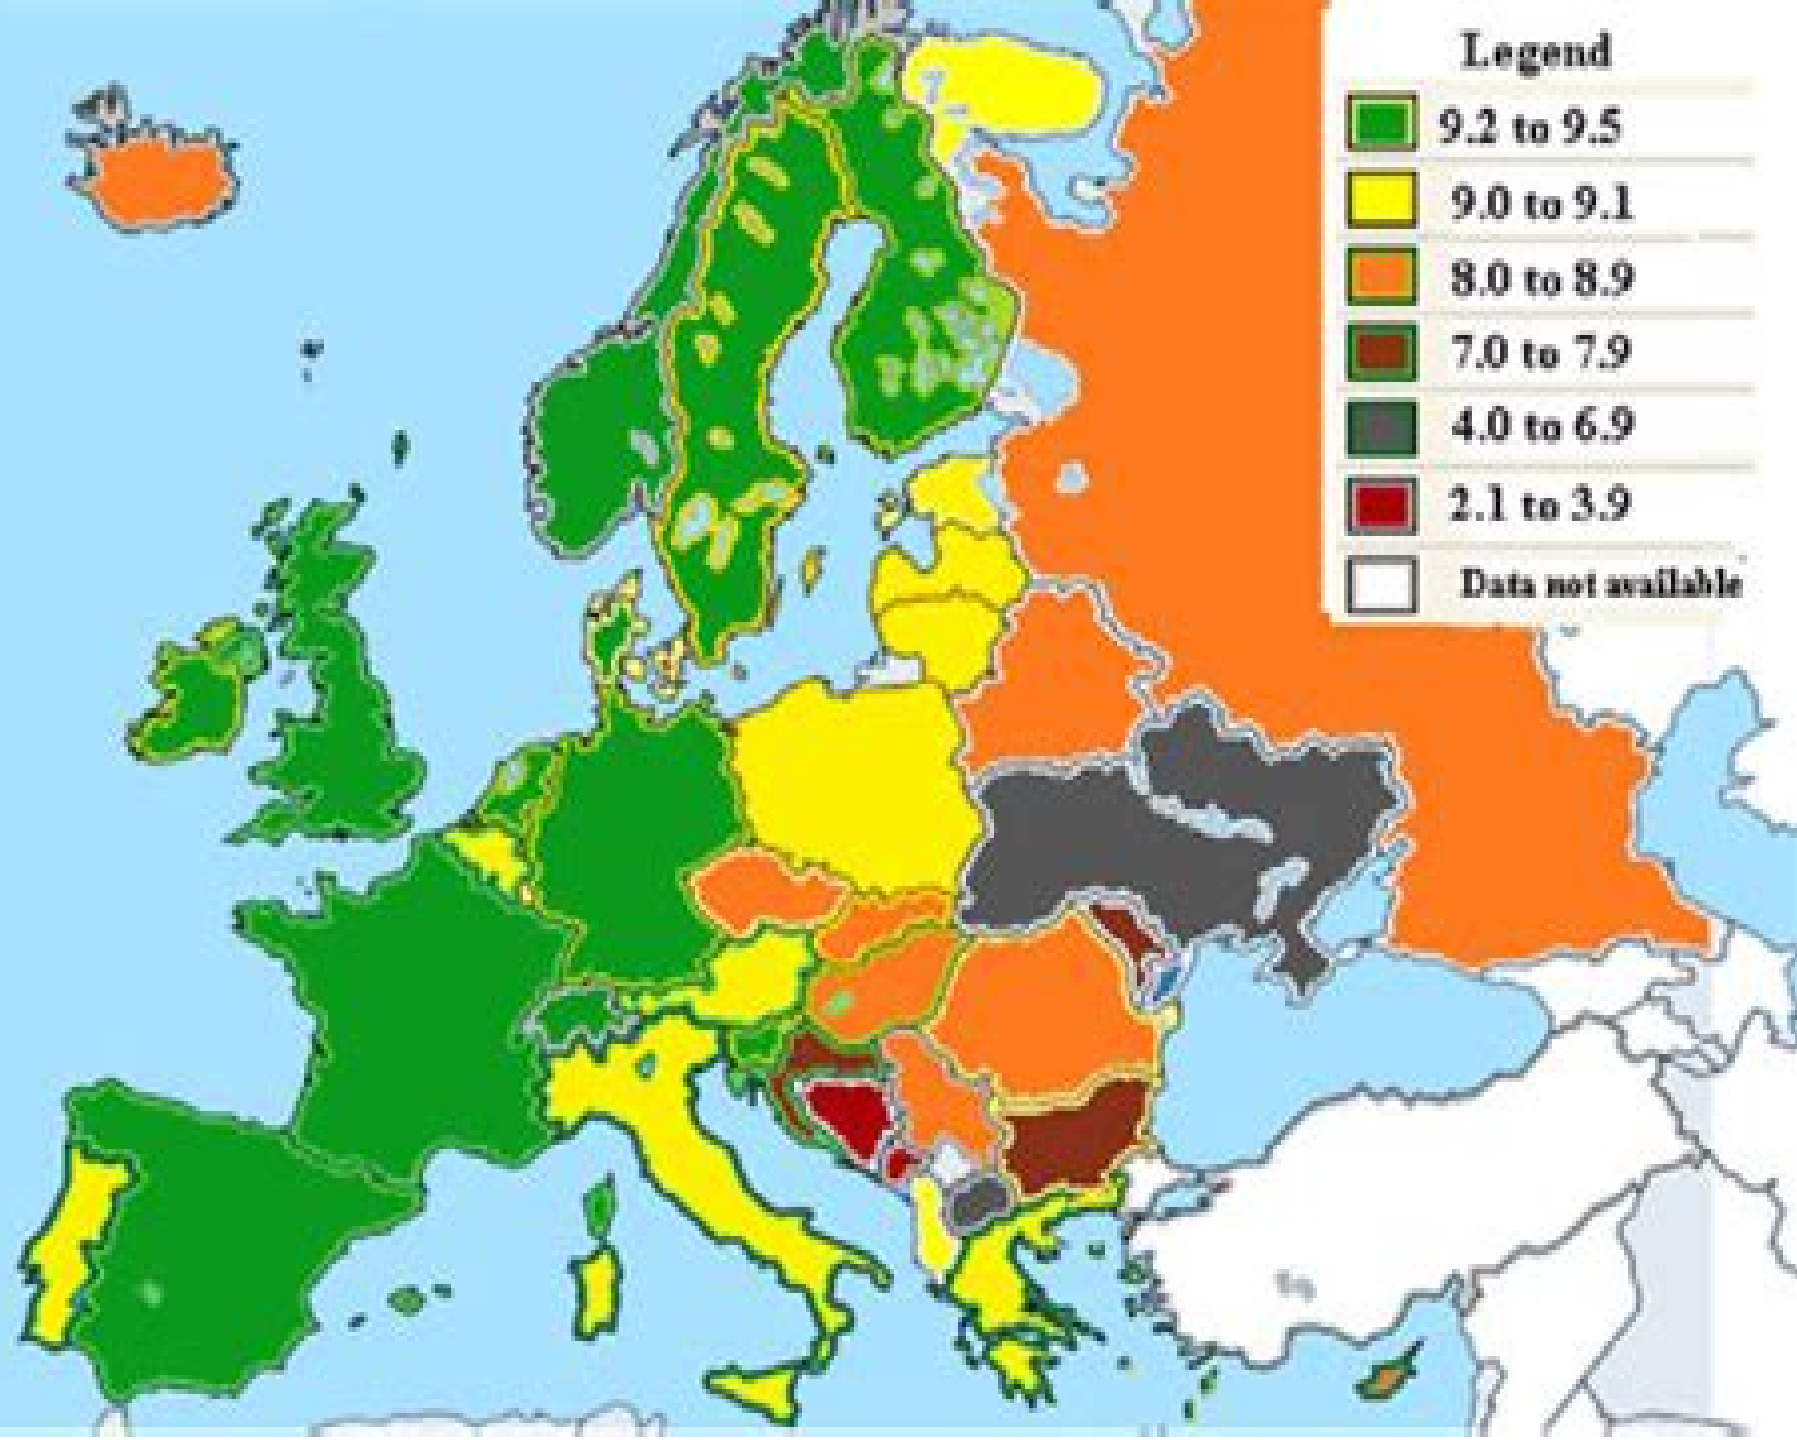 Legend
9.2 to 9.5
9.0 to 9.1
8.0 to 8.9
7.0 to 7.9
4.0 to 6.9
2.1 to 3.9
Data not available